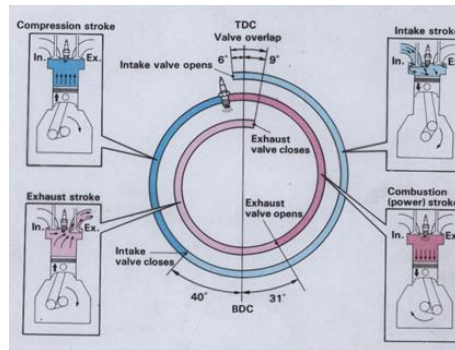 Compression stroke
TDC
Valve overlap
Intake stroke
6°
9°
In.
Ex.
Intake valve opens
In.
Ex.
Exhaust
valve closes
Exhaust
valve opens
Exhaust stroke
Combustion
(power) stroke
In.
Ex.
In.
Ex.
Intake
valve closes
40°
31°
BDC